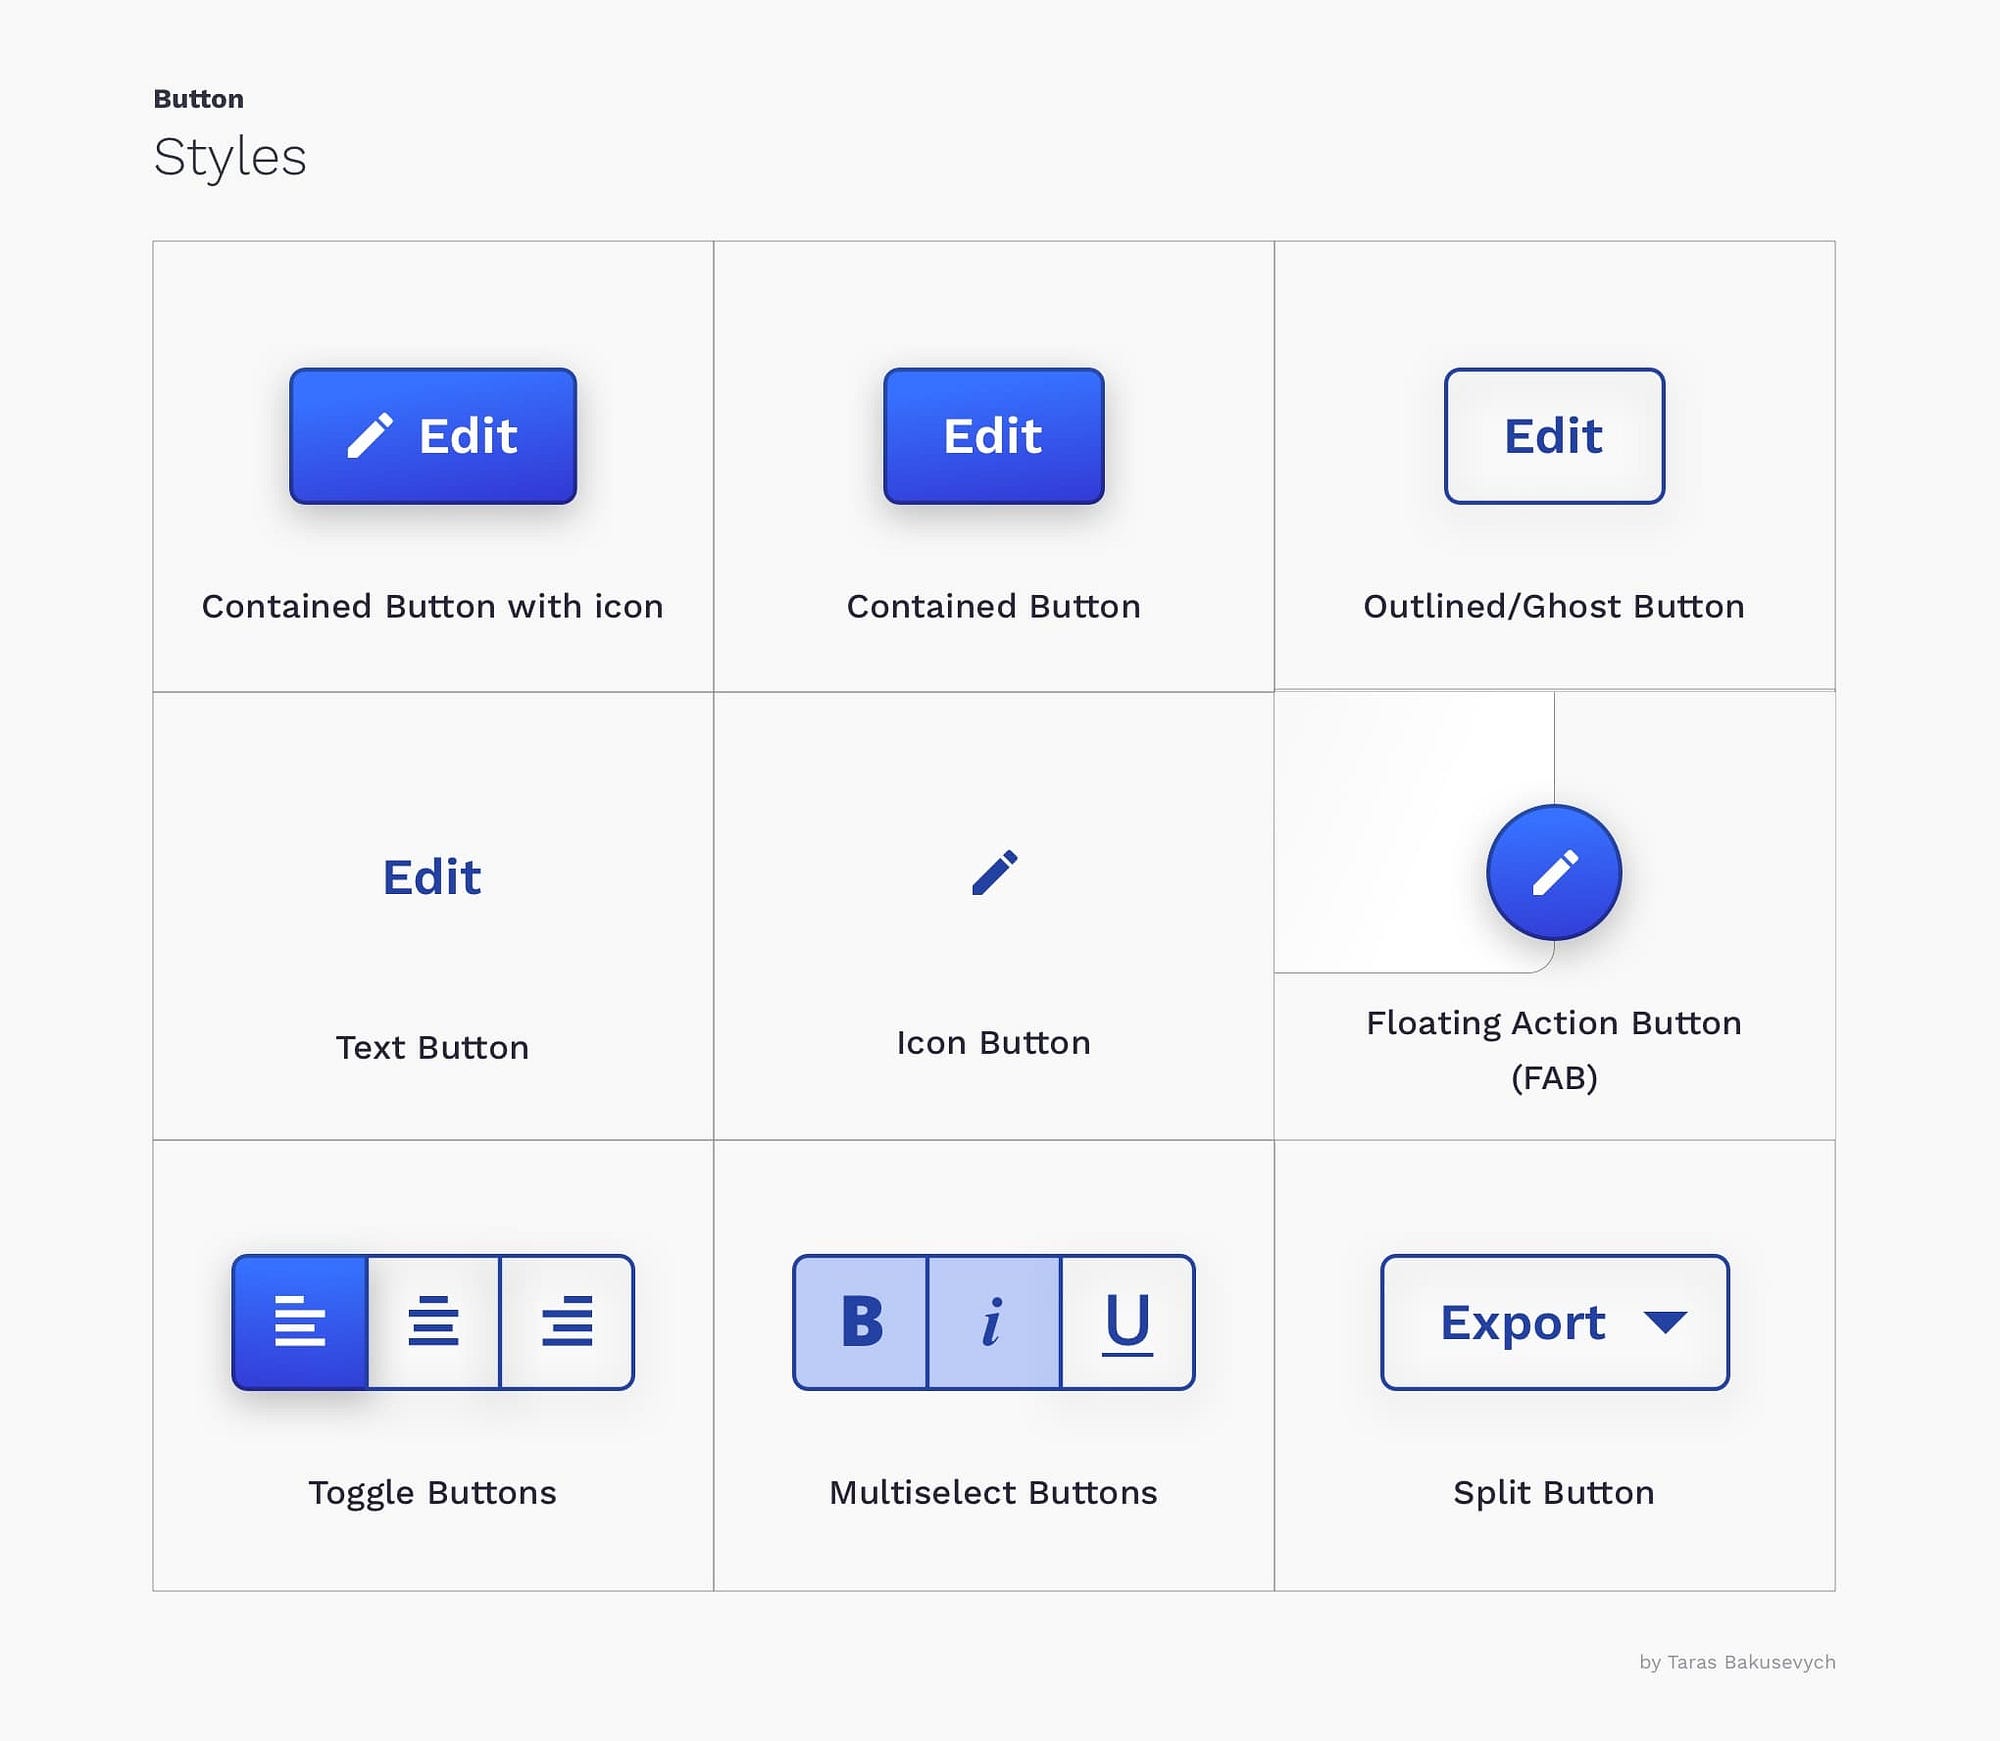 Button
Styles
Edit
Edit
Edit
Contained Button with icon
Contained Button
Outlined/Ghost Button
Edit
Text Button
Icon Button
Floating Action Button
(FAB)
B i U
Export
Toggle Buttons
Multiselect Buttons
Split Button
by Taras Bakusevych